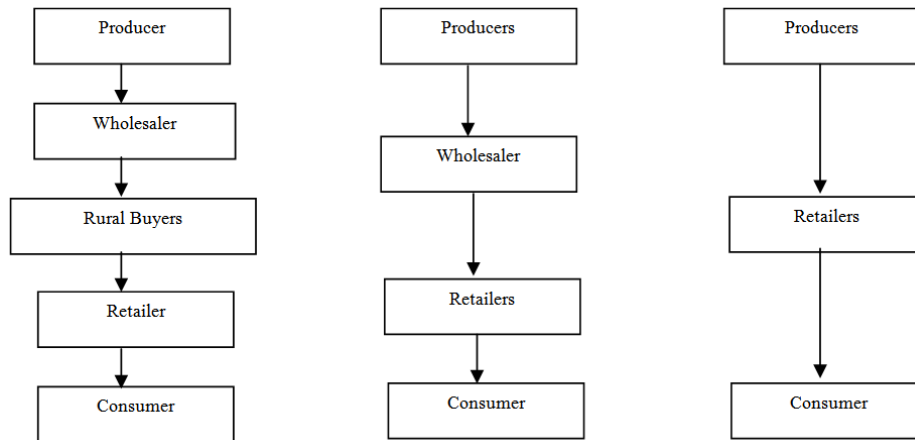 Producer
Wholesaler
Rural Buyers
Retailer
Consumer
Producers
Wholesaler
Retailers
Consumer
Producers
Retailers
Consumer